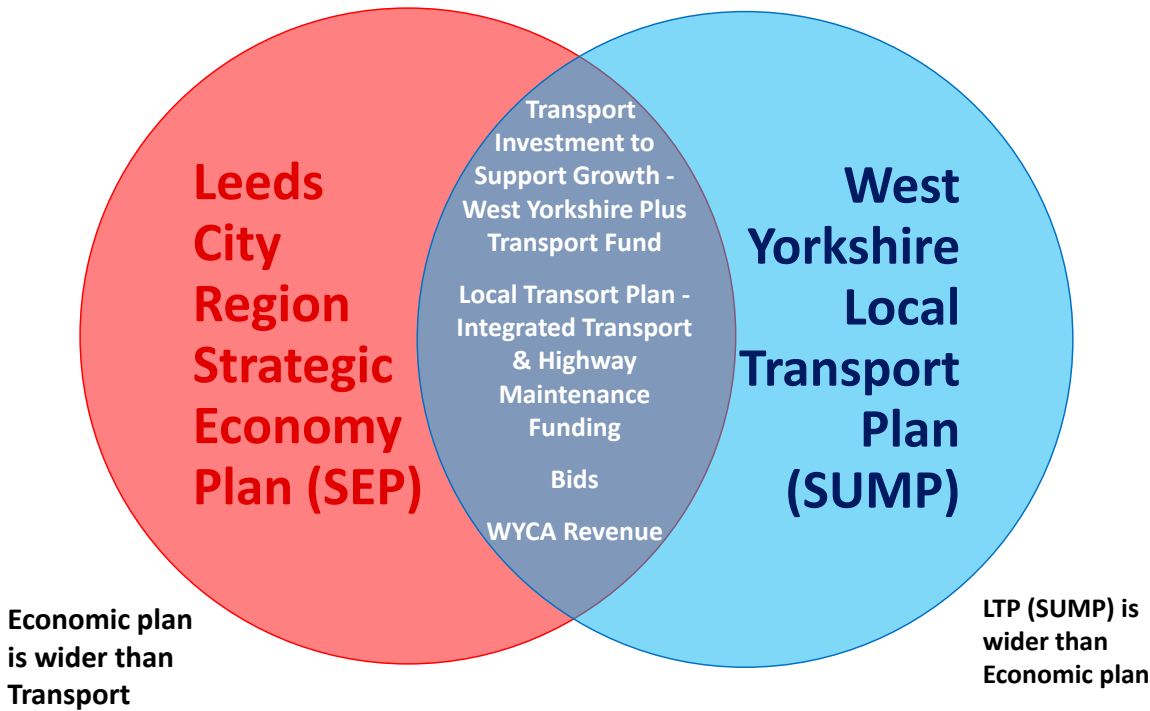 Leeds
City
Region
Strategic
Economy
Plan (SEP)
Transport
Investment to
Support Growth -
West Yorkshire Plus
Transport Fund
Local Transort Plan -
Integrated Transport
& Highway
Maintenance
Funding
Bids
WYCA Revenue
West
Yorkshire
Local
Transport
Plan
(SUMP)
Economic plan
is wider than
Transport
LTP (SUMP) is
wider than
Economic plan